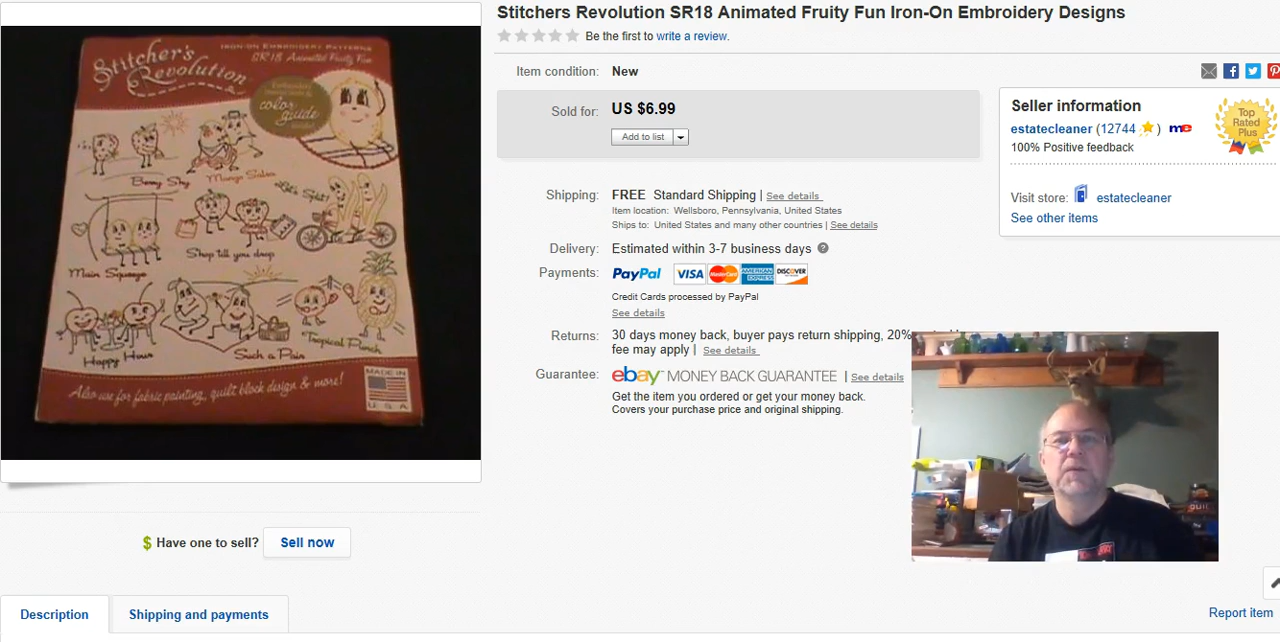 Stitchers Revolution SR18 Animated Fruity Fun Iron-On Embroidery Designs
Be the first to write a review.
Item condition: New
Sold for: US $6.99
Add to list
Shipping: FREE Standard Shipping | See details
Item location: Wellsboro, Pennsylvania, United States
Ships to: United States and many other countries | See details
Delivery: Estimated within 3-7 business days ?
Payments: PayPal VISA MasterCard AMERICAN EXPRESS DISCOVER
Credit Cards processed by PayPal
See details
Returns: 30 days money back, buyer pays return shipping, 20%
fee may apply | See details
Guarantee: ebay MONEY BACK GUARANTEE | See details
Get the item you ordered or get your money back.
Covers your purchase price and original shipping.
Seller information
estatecleaner (12744 ) me
100% Positive feedback
Top
Rated
Plus
Visit store: estatecleaner
See other items
Stitcher's
Revolution
IRON-ON EMBROIDERY PATTERNS
SR18 Animated Fruity Fun
color
guide
Berry Shy
Mango Salsa
Let's Split!
Main Squeeze
Shop till you drop
Happy Hour
Such a Pair
Tropical Punch
Also use for fabric painting, quilt block design & more!
MADE IN
U S A
$ Have one to sell? Sell now
Description
Shipping and payments
Report item